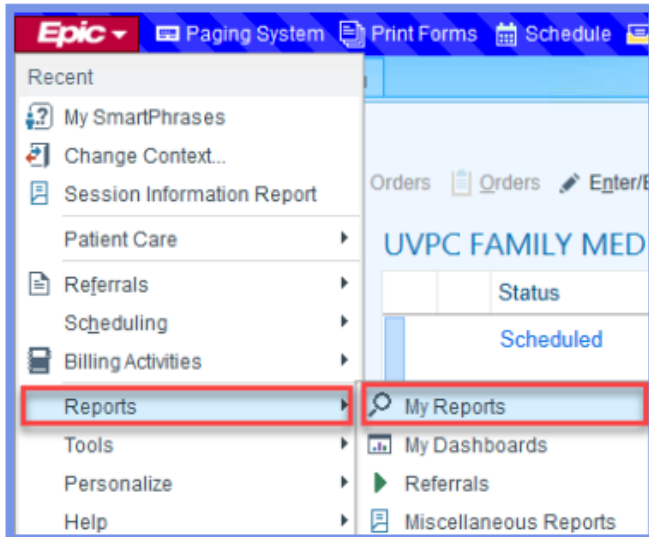 Epic Paging System Print Forms Schedule
Recent
My SmartPhrases
Change Context...
Session Information Report
Patient Care
Referrals
Scheduling
Billing Activities
Reports
Tools
Personalize
Help
Orders Orders Enter/E
UVPC FAMILY MED
Status
Scheduled
My Reports
My Dashboards
Referrals
Miscellaneous Reports